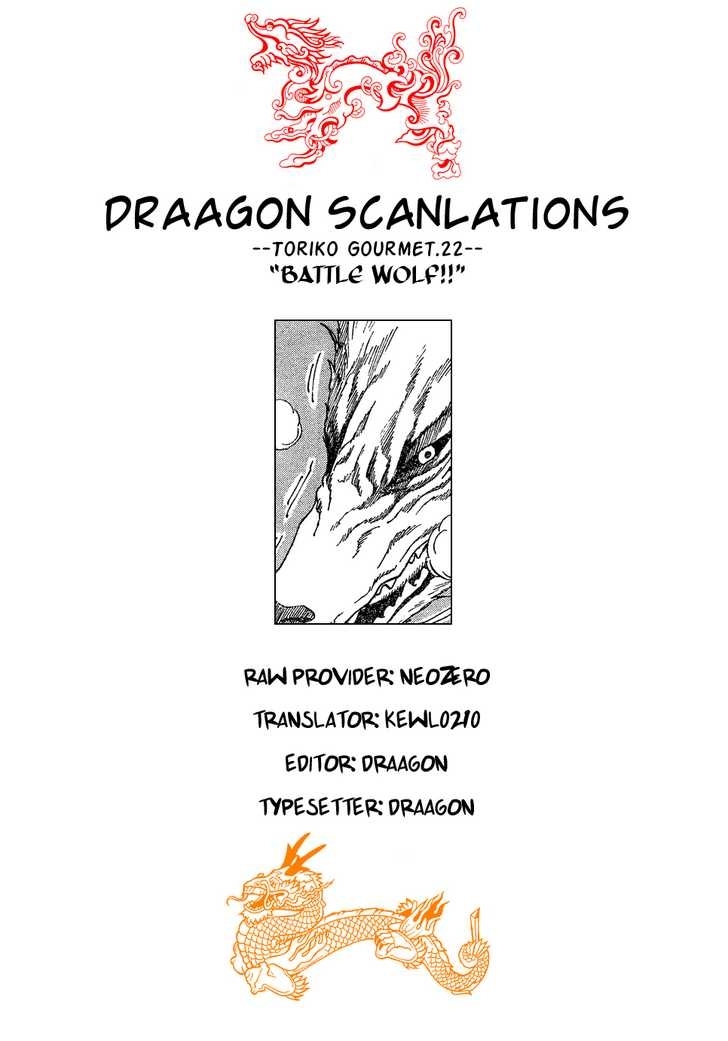 DRAAGON SCANLATIONS
--TORIKO GOURMET.22--
"BATTLE WOLF!!"
RAW PROVIDER: NEOZERO
TRANSLATOR: KEWL0210
EDITOR: DRAAGON
TYPESETTER: DRAAGON